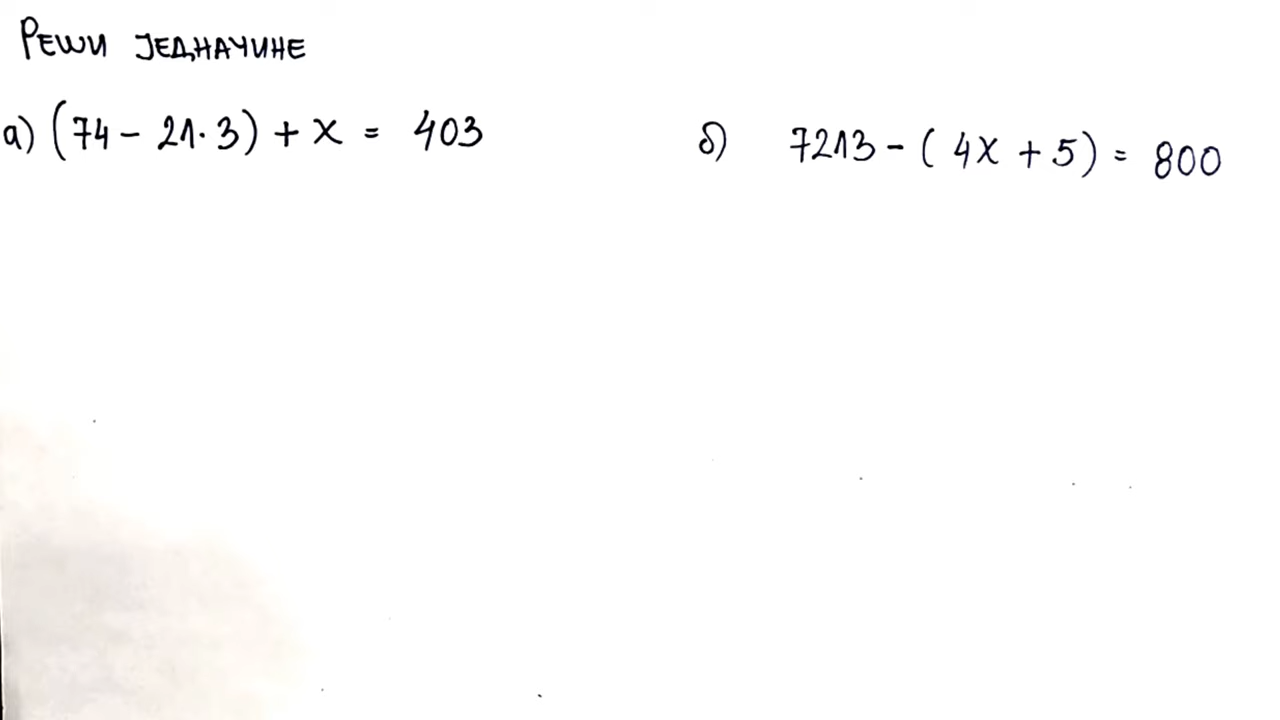 Реши једначине
а) (74 - 21·3) + x = 403
б) 7213 - (4x + 5) = 800